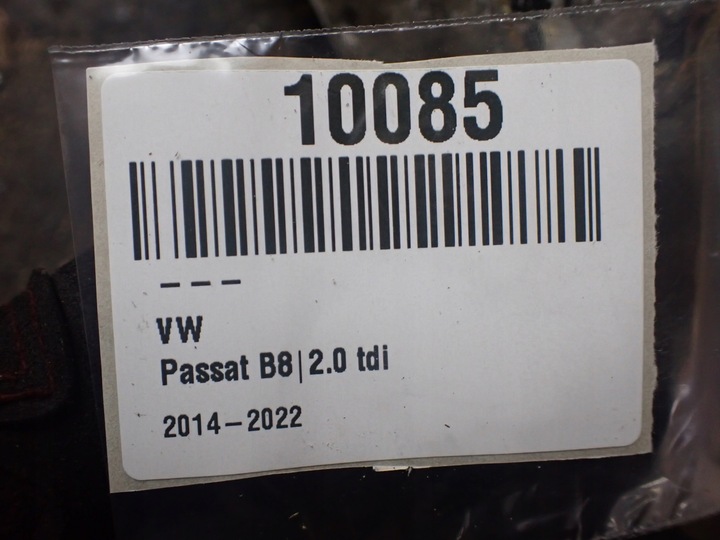 10085
– – –
VW
Passat B8|2.0 tdi
2014–2022